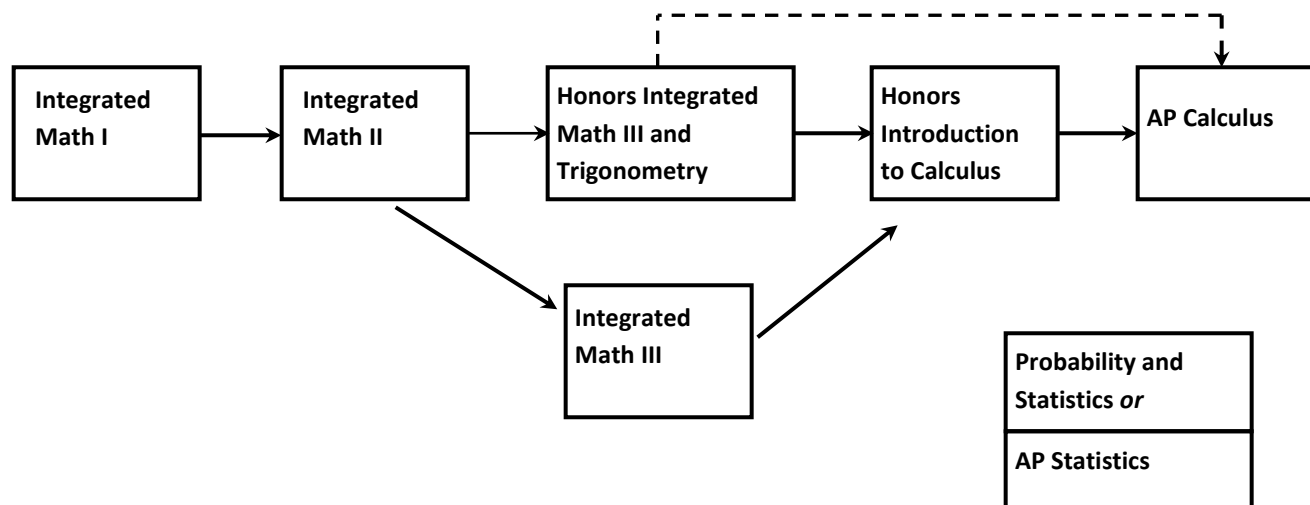 Integrated
Math I
Integrated
Math II
Honors Integrated
Math III and
Trigonometry
Honors
Introduction
to Calculus
AP Calculus
Integrated
Math III
Probability and
Statistics or
AP Statistics